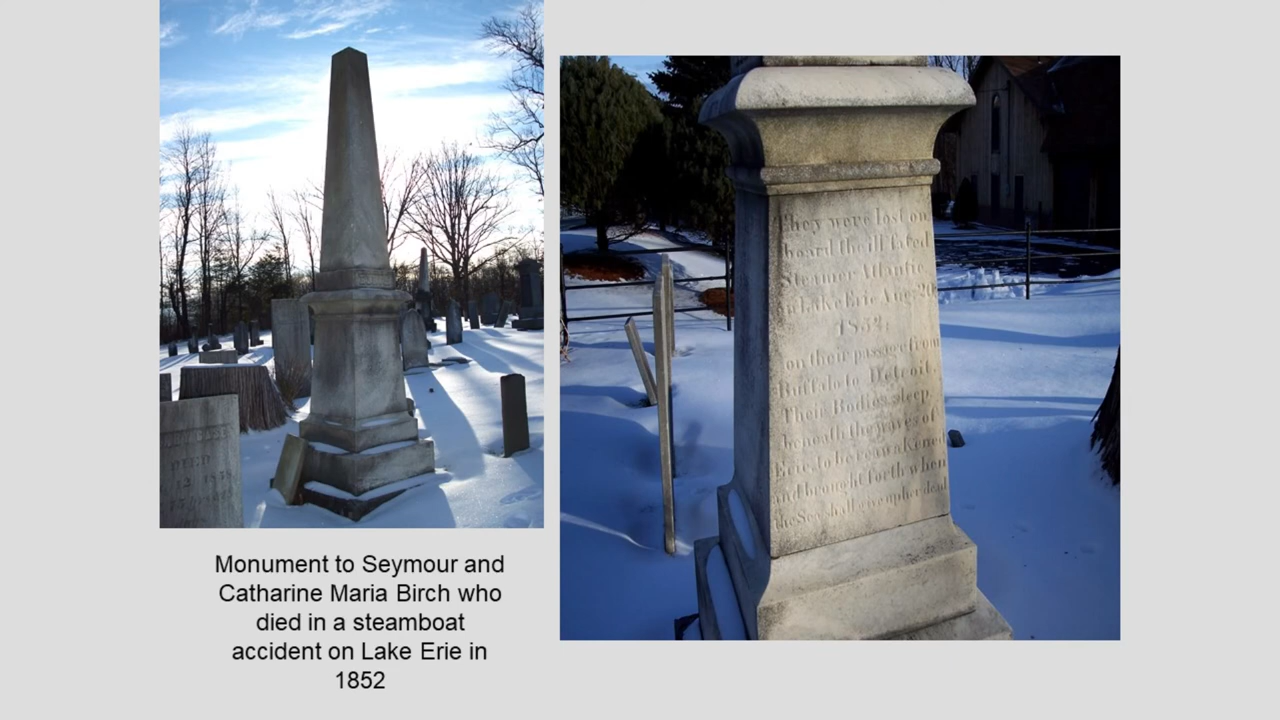 DIED
They were lost on
board the ill fated
Steamer Atlantic
in Lake Erie Aug. 20
1852:
on their passage from
Buffalo to Detroit.
Their Bodies sleep
beneath the waves of
Erie, to be reawakened
and brought forth when
the Sea shall give up her dead
Monument to Seymour and
Catharine Maria Birch who
died in a steamboat
accident on Lake Erie in
1852